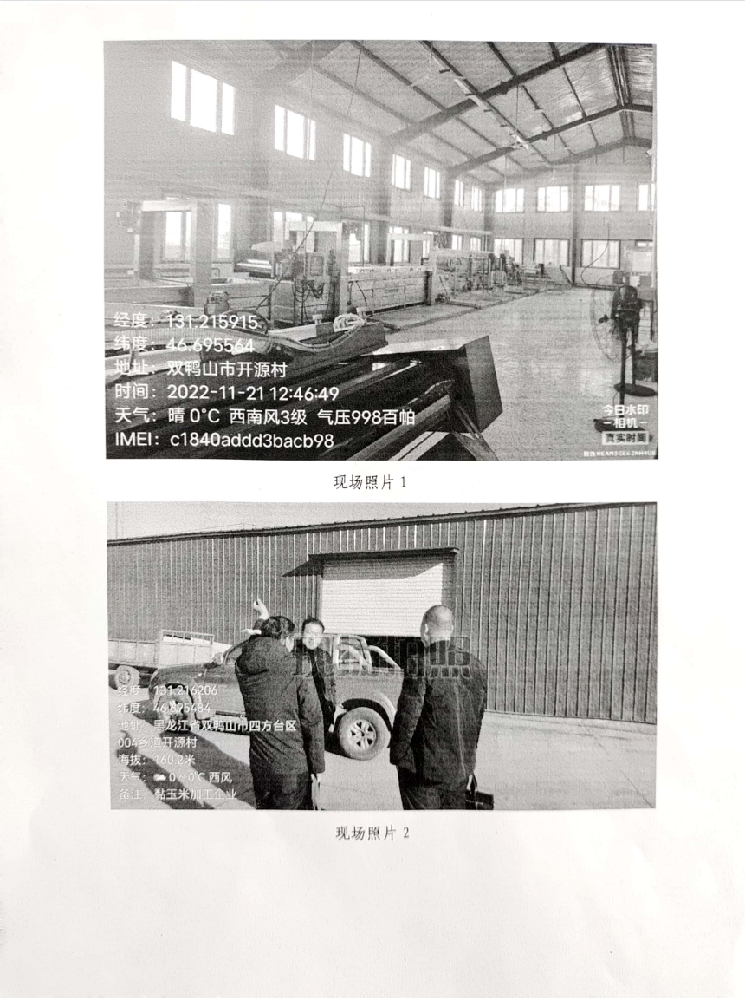 经度: 131.215915
纬度: 46.695564
地址: 双鸭山市开源村
时间: 2022-11-21 12:46:49
天气: 晴 0℃ 西南风3级 气压998百帕
IMEI: c1840addd3bacb98
今日水印
-相机-
真实时间
现场照片 1
经度: 131.216206
纬度: 46.695484
地址: 黑龙江省双鸭山市四方台区
004乡道开源村
海拔: 160.2米
天气: 0~0℃ 西风
备注: 黏玉米加工企业
现场照片 2